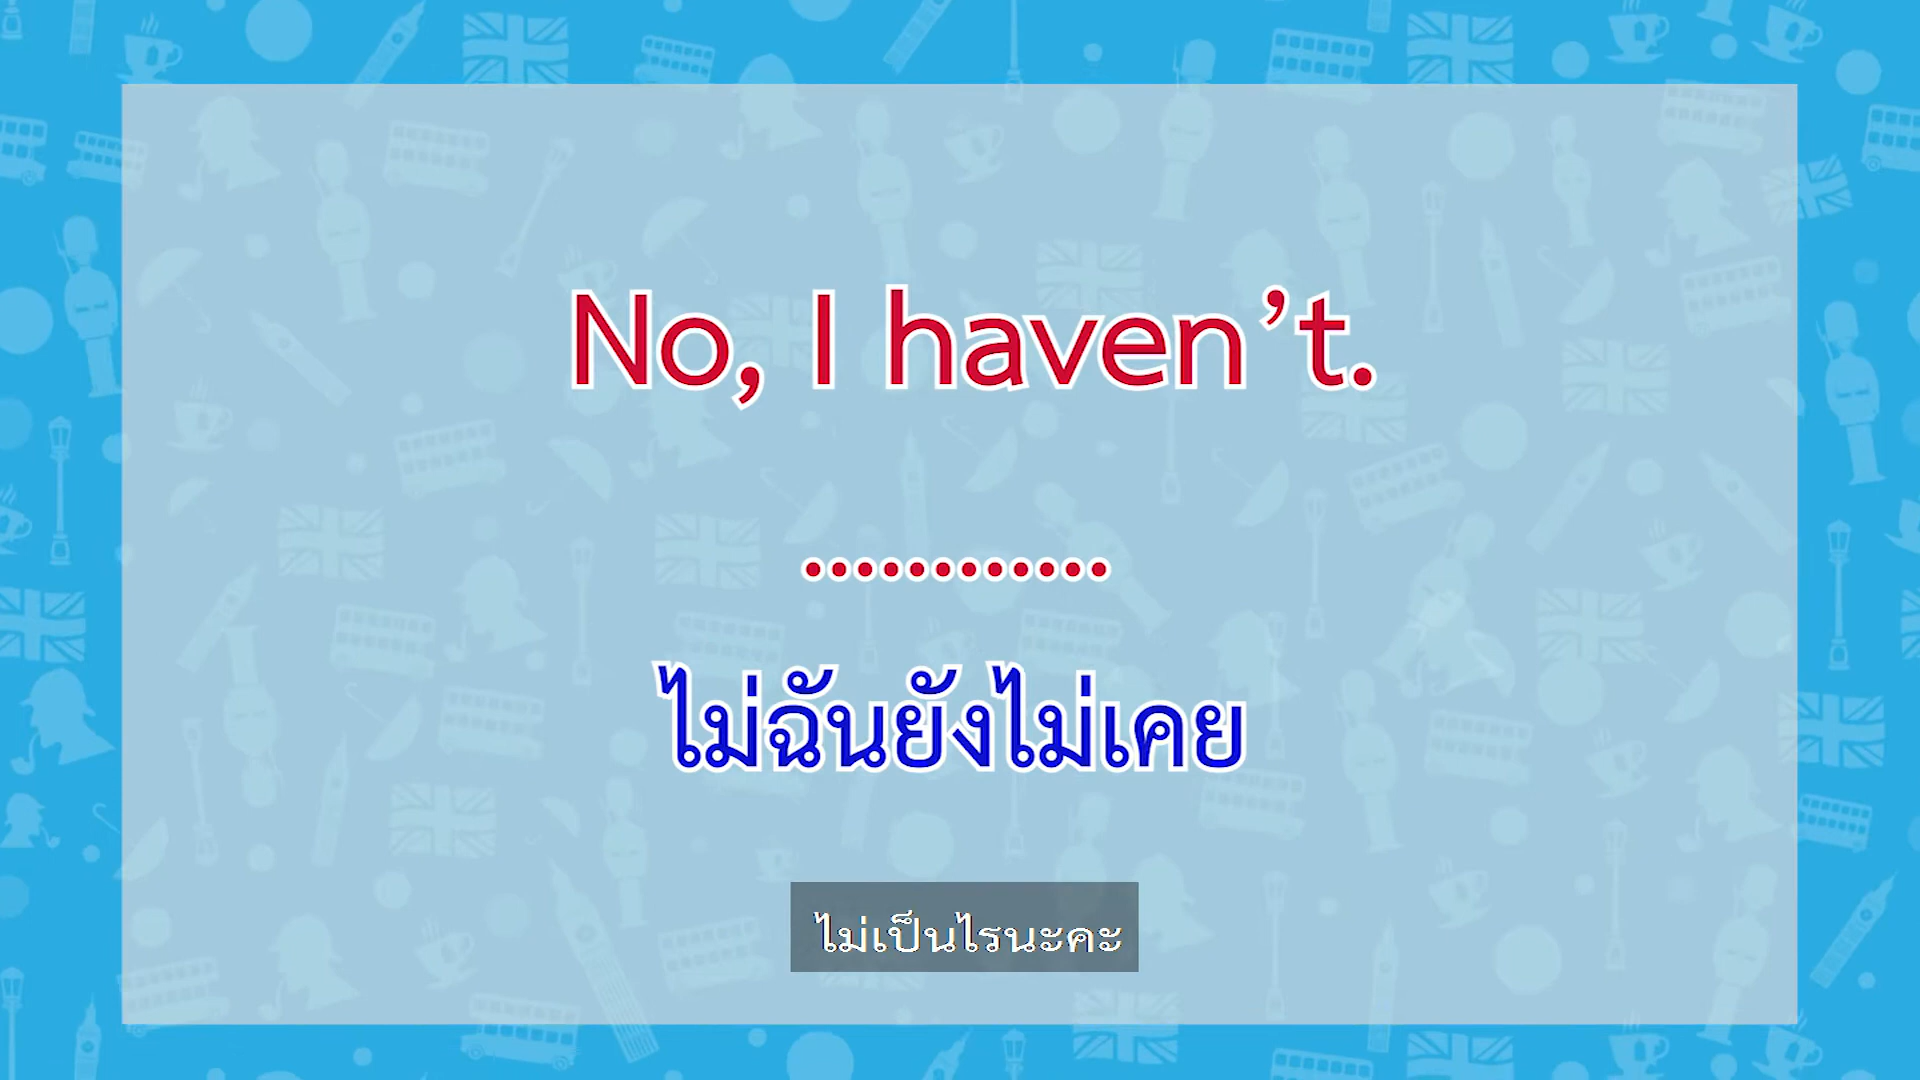 No, I haven’t.
............
ไม่ฉันยังไม่เคย
ไม่เป็นไรนะคะ